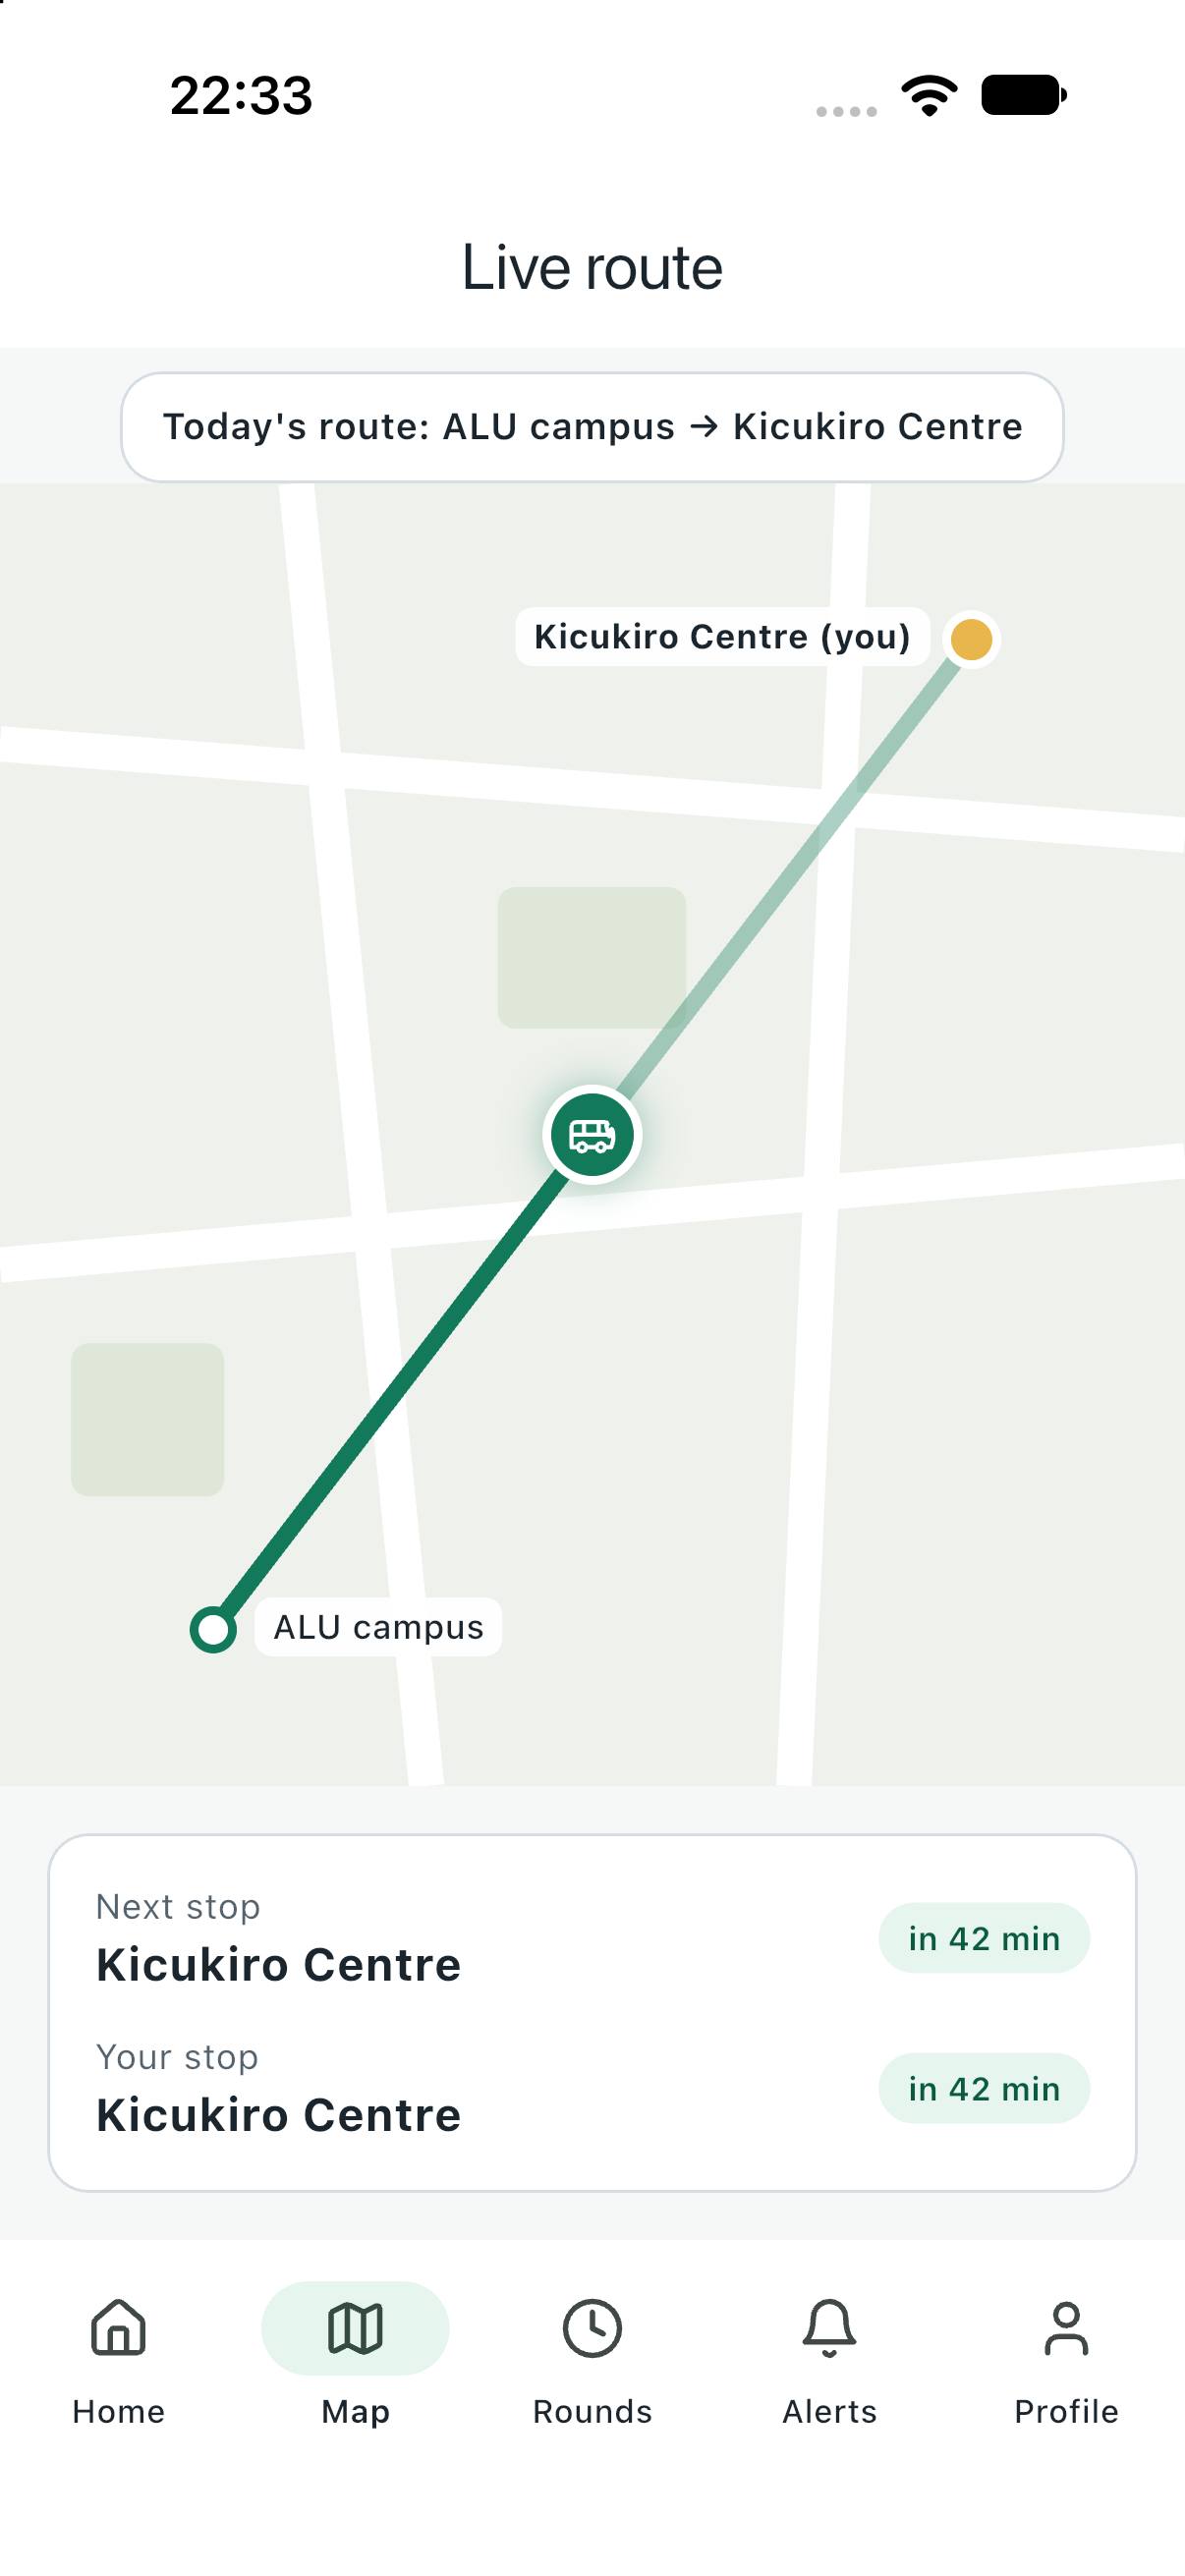 22:33
Live route
Today's route: ALU campus → Kicukiro Centre
Kicukiro Centre (you)
ALU campus
Next stop
Kicukiro Centre
in 42 min
Your stop
Kicukiro Centre
in 42 min
Home
Map
Rounds
Alerts
Profile